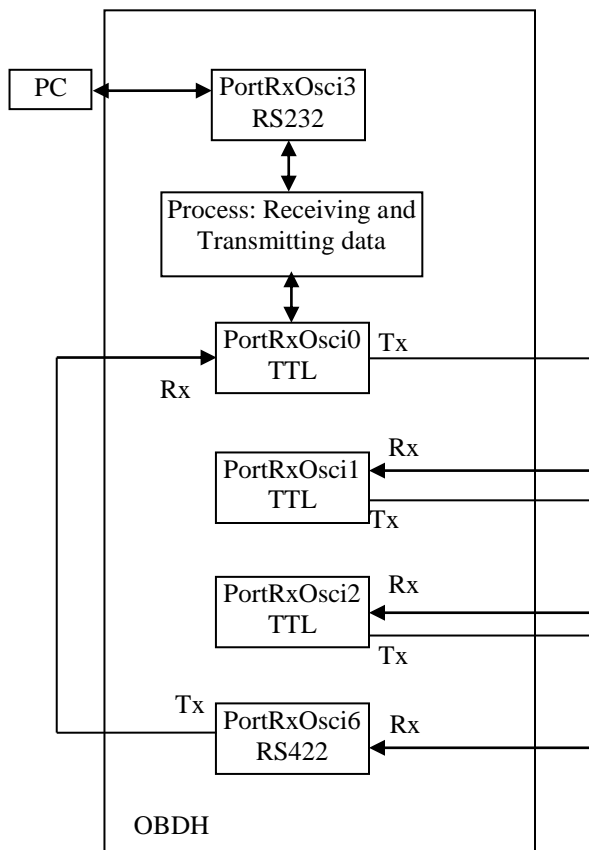 PC
PortRxOsci3
RS232
Process: Receiving and
Transmitting data
PortRxOsci0
TTL
Tx
Rx
PortRxOsci1
TTL
Rx
Tx
PortRxOsci2
TTL
Rx
Tx
Tx
PortRxOsci6
RS422
Rx
OBDH